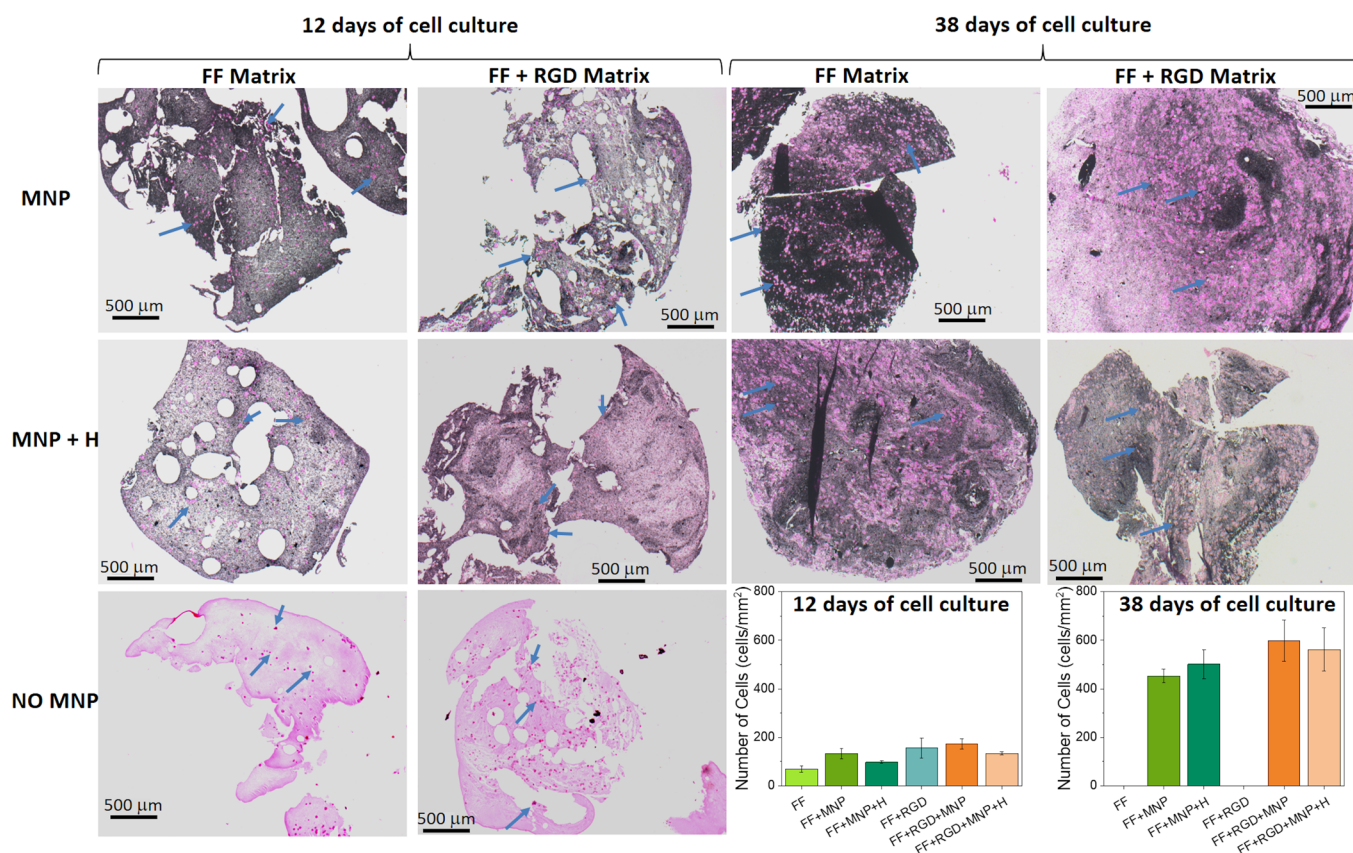 12 days of cell culture
38 days of cell culture
FF Matrix
FF + RGD Matrix
FF Matrix
FF + RGD Matrix
MNP
500 µm
500 µm
500 µm
500 µm
MNP + H
500 µm
500 µm
500 µm
500 µm
NO MNP
500 µm
500 µm
12 days of cell culture
Number of Cells (cells/mm²)
800
600
400
200
0
FF
FF+MNP
FF+MNP+H
FF+RGD
FF+RGD+MNP
FF+RGD+MNP+H
38 days of cell culture
Number of Cells (cells/mm²)
800
600
400
200
0
FF
FF+MNP
FF+MNP+H
FF+RGD
FF+RGD+MNP
FF+RGD+MNP+H